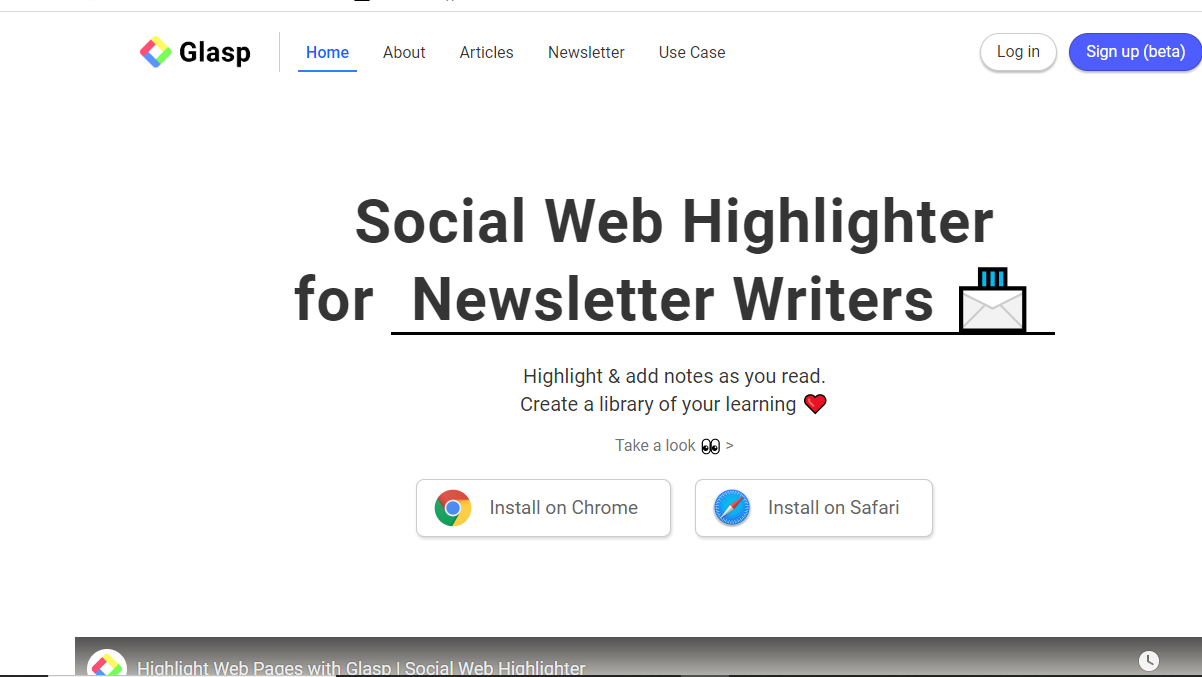 Glasp
Home
About
Articles
Newsletter
Use Case
Log in
Sign up (beta)
Social Web Highlighter
for Newsletter Writers
Highlight & add notes as you read.
Create a library of your learning
Take a look 👀 >
Install on Chrome
Install on Safari
Highlight Web Pages with Glasp | Social Web Highlighter